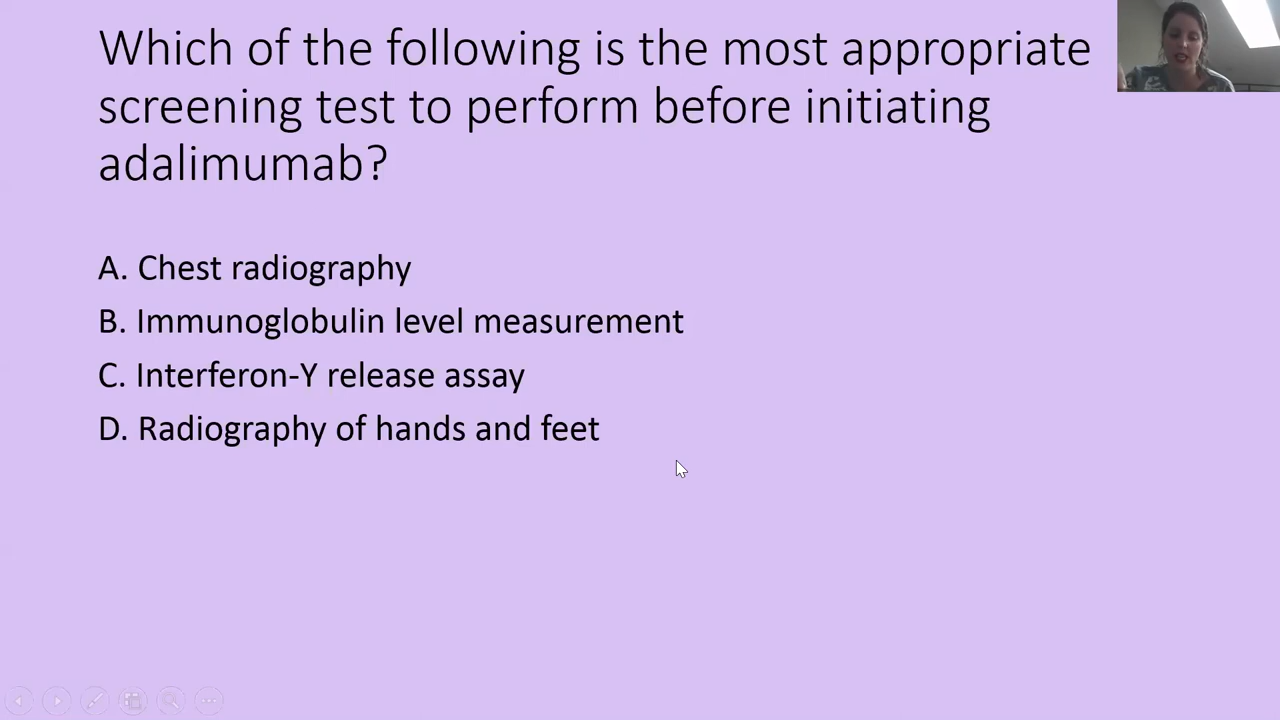 Which of the following is the most appropriate
screening test to perform before initiating
adalimumab?
A. Chest radiography
B. Immunoglobulin level measurement
C. Interferon-Y release assay
D. Radiography of hands and feet